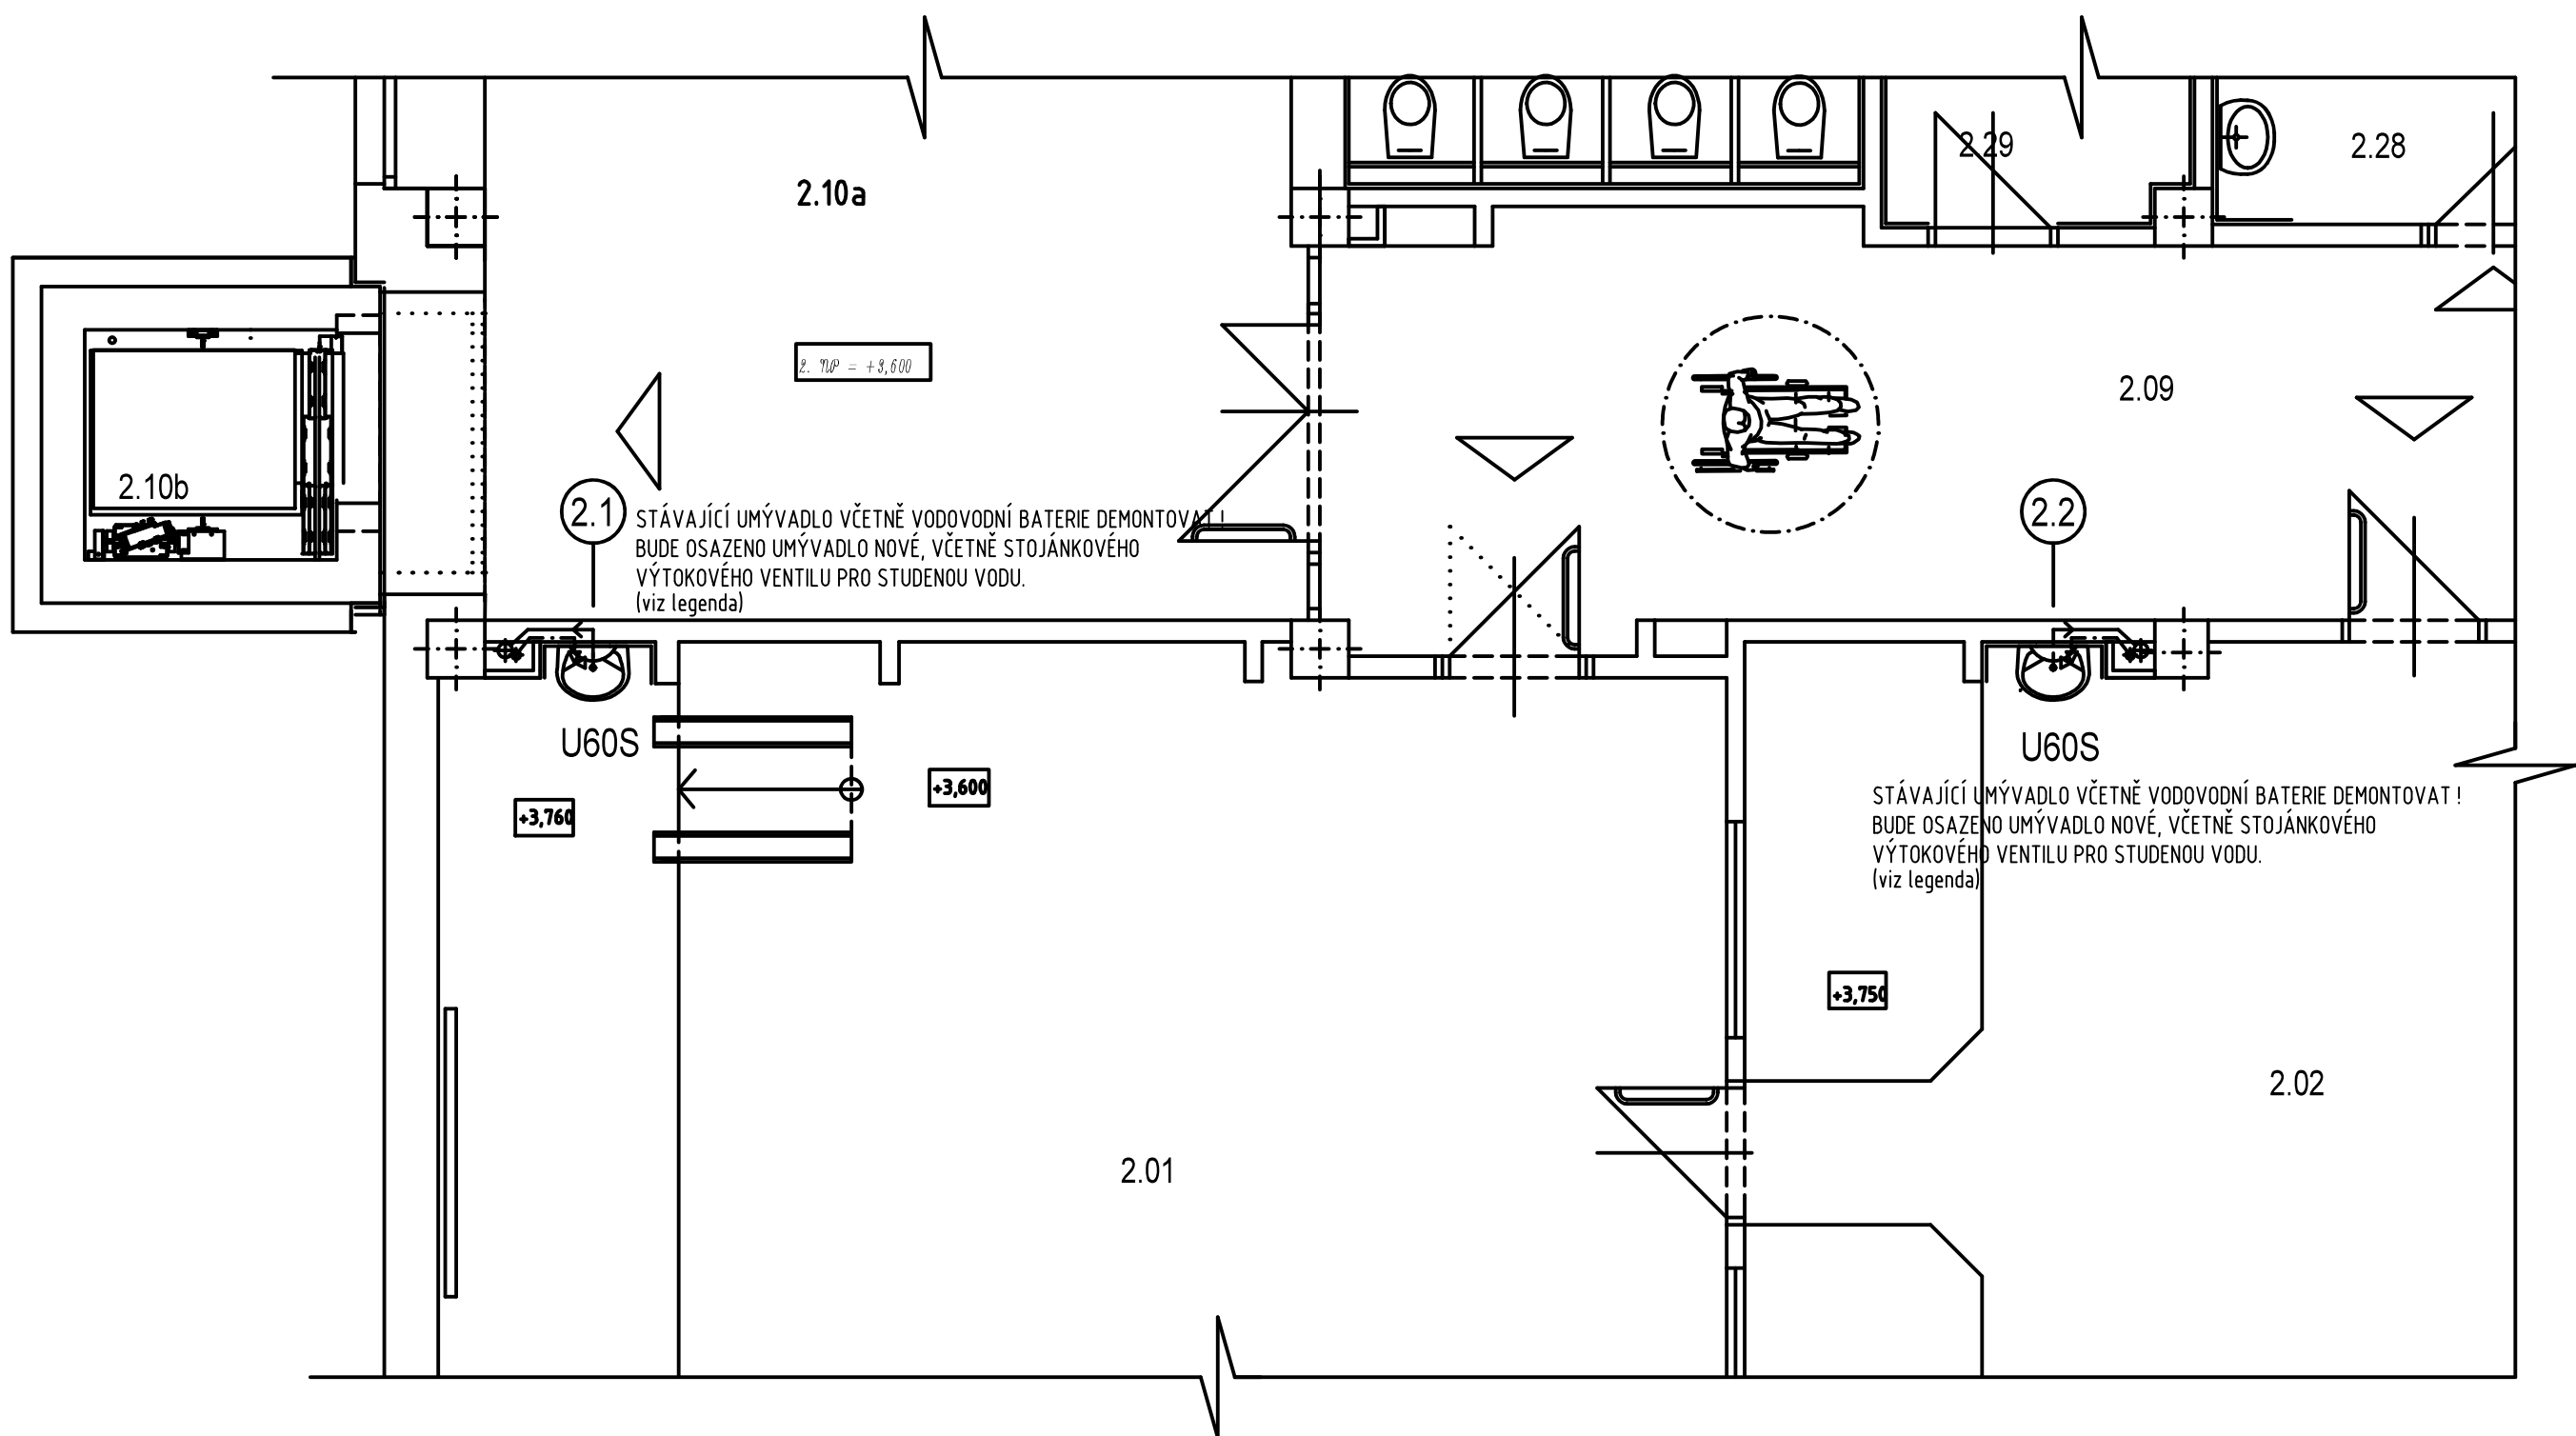 2.29
2.28
2.10a
2. NP = +3,600
2.09
2.10b
2.1
STÁVAJÍCÍ UMÝVADLO VČETNĚ VODOVODNÍ BATERIE DEMONTOVAT !
BUDE OSAZENO UMÝVADLO NOVÉ, VČETNĚ STOJÁNKOVÉHO
VÝTOKOVÉHO VENTILU PRO STUDENOU VODU.
(viz legenda)
2.2
U60S
U60S
+3,600
+3,760
STÁVAJÍCÍ UMÝVADLO VČETNĚ VODOVODNÍ BATERIE DEMONTOVAT !
BUDE OSAZENO UMÝVADLO NOVÉ, VČETNĚ STOJÁNKOVÉHO
VÝTOKOVÉHO VENTILU PRO STUDENOU VODU.
(viz legenda)
+3,750
2.02
2.01